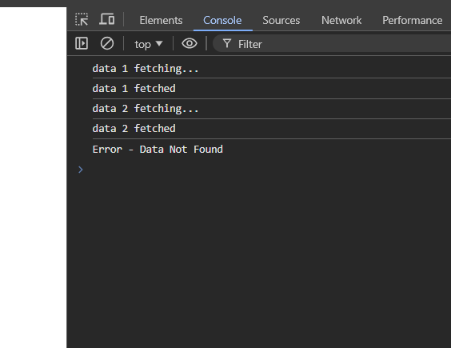 Elements Console Sources Network Performance
top Filter
data 1 fetching...
data 1 fetched
data 2 fetching...
data 2 fetched
Error - Data Not Found
>